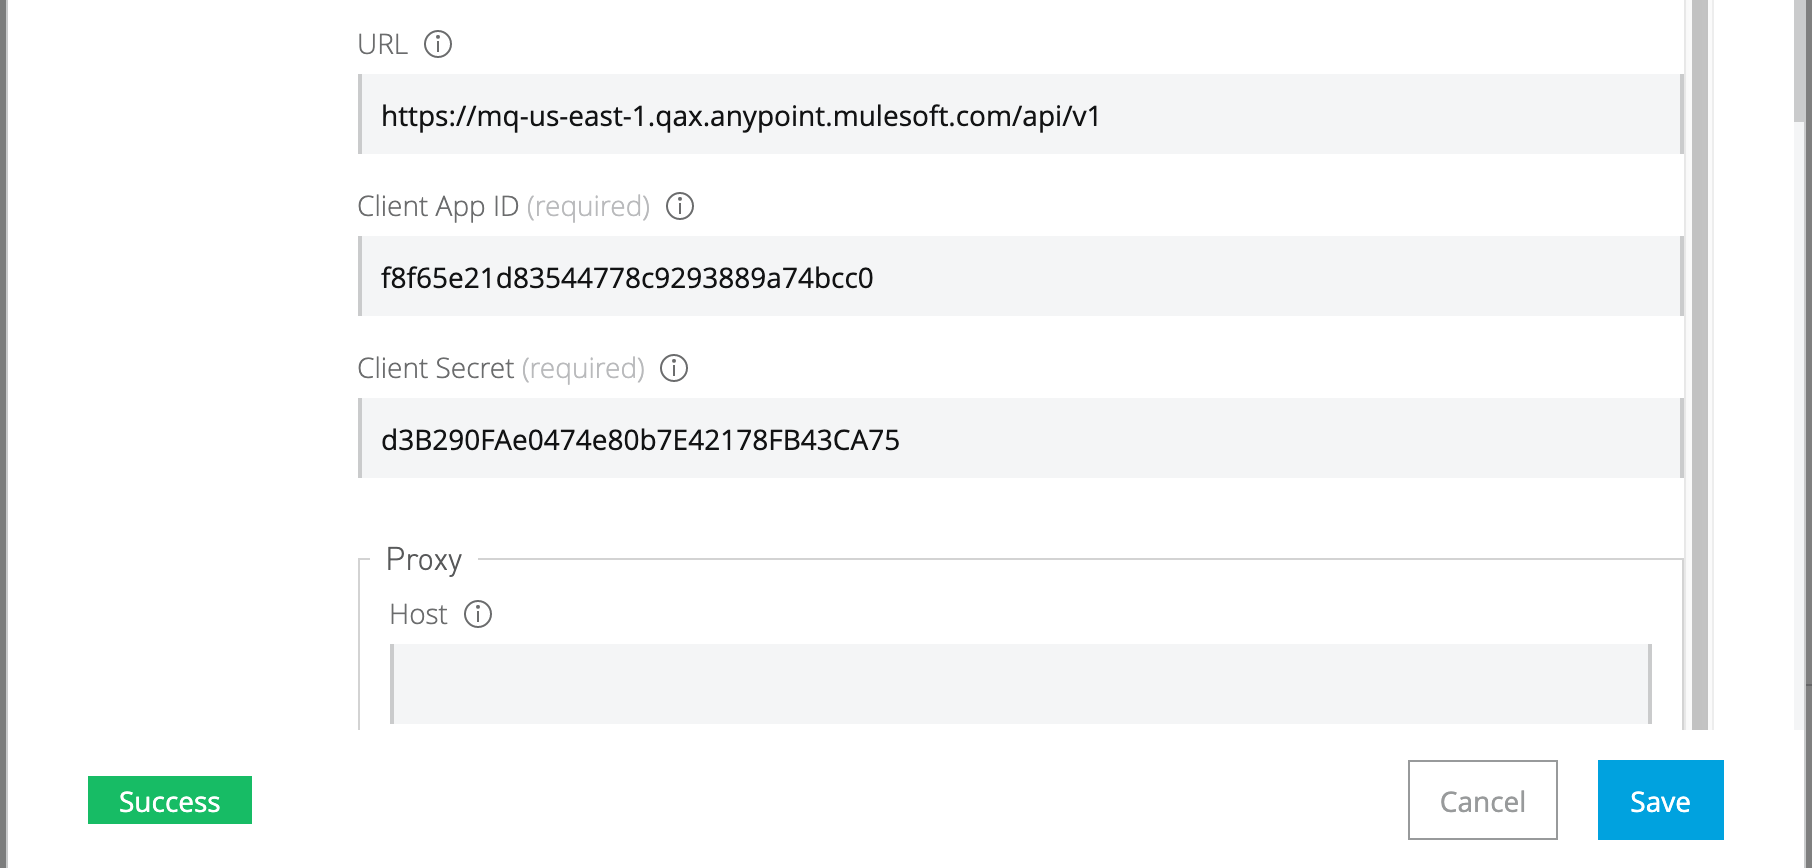 URL
https://mq-us-east-1.qax.anypoint.mulesoft.com/api/v1
Client App ID (required)
f8f65e21d83544778c9293889a74bcc0
Client Secret (required)
d3B290FAe0474e80b7E42178FB43CA75
Proxy
Host
Success
Cancel
Save